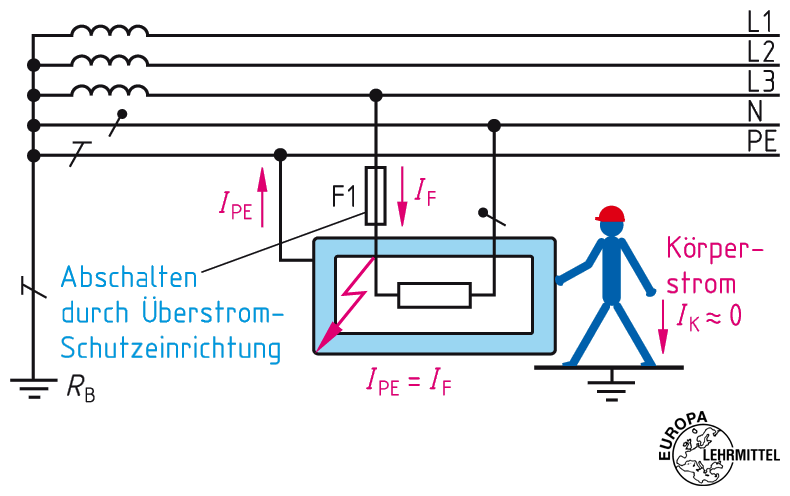 L1
L2
L3
N
PE
I_PE
F1
I_F
Körper-
strom
I_K ≈ 0
Abschalten
durch Überstrom-
Schutzeinrichtung
R_B
I_PE = I_F
EUROPA
LEHRMITTEL